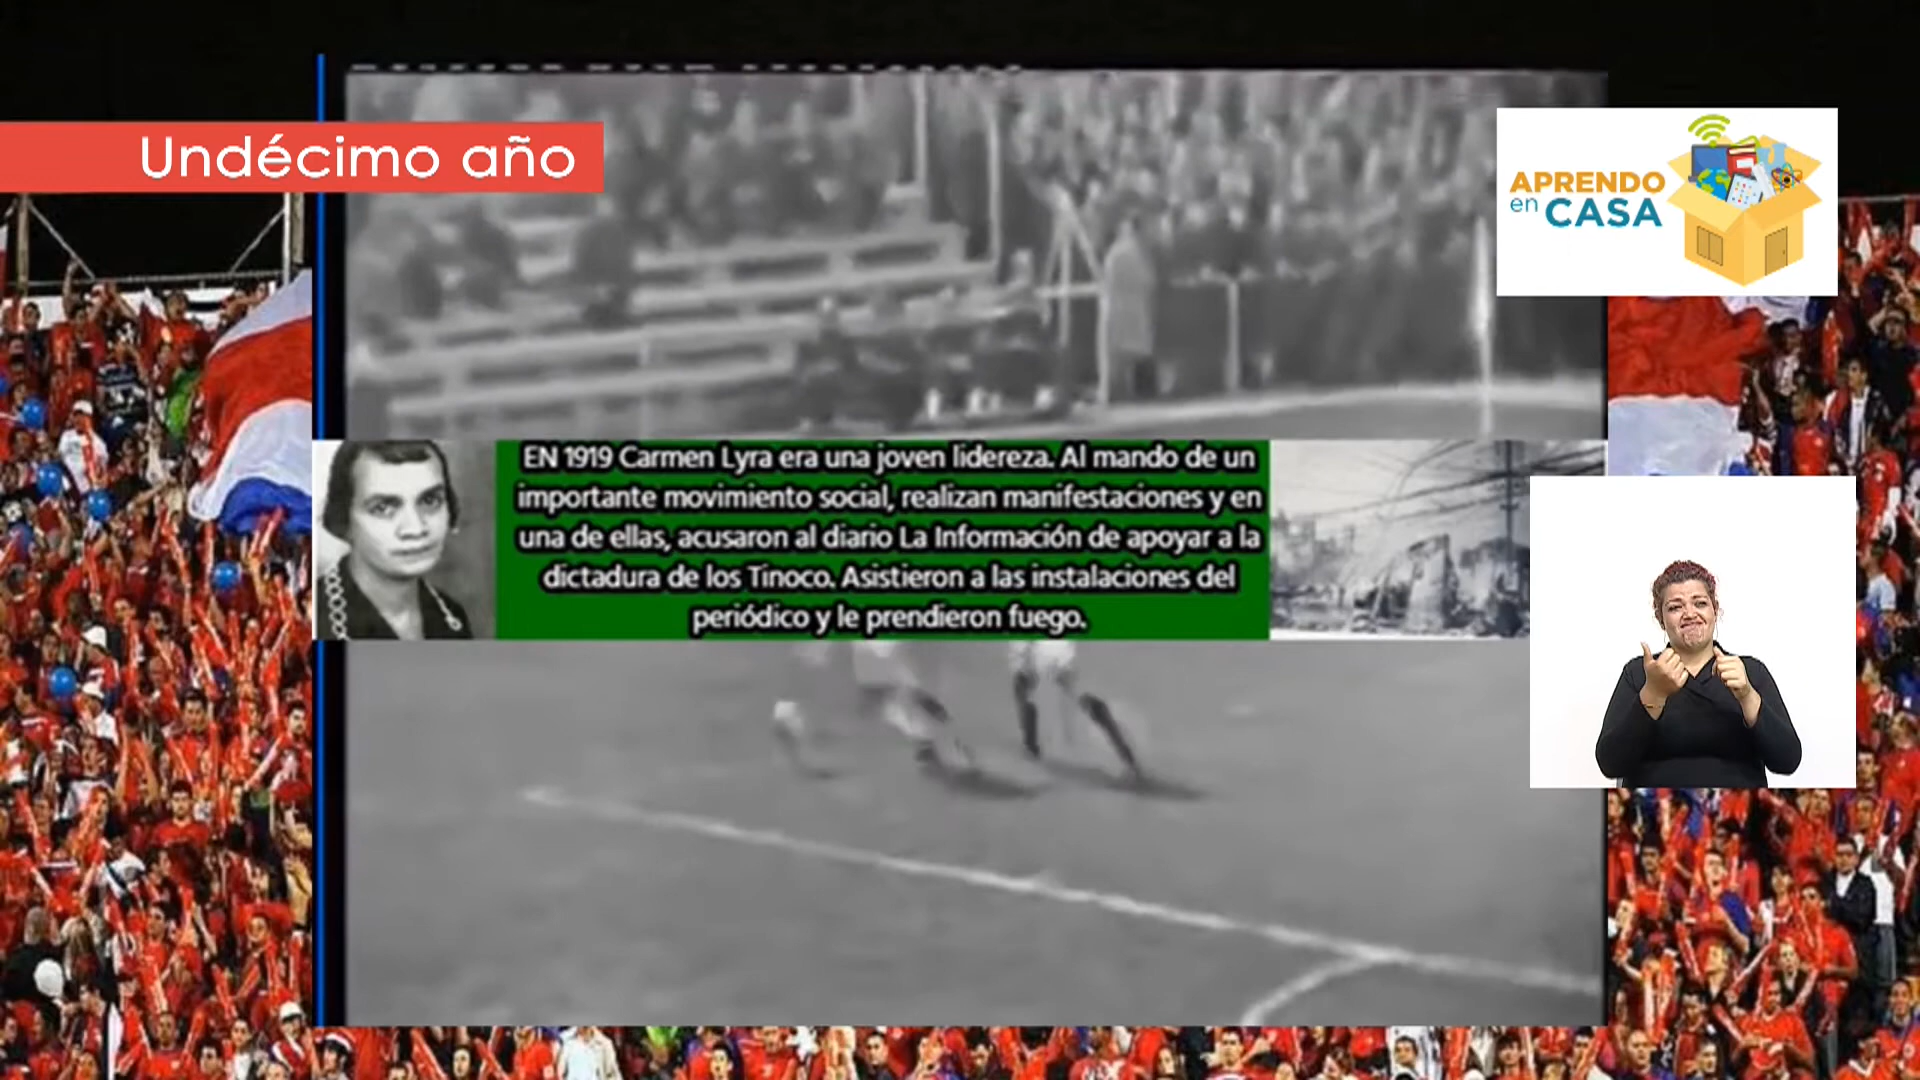 Undécimo año
APRENDO
en CASA
EN 1919 Carmen Lyra era una joven lidereza. Al mando de un
importante movimiento social, realizan manifestaciones y en
una de ellas, acusaron al diario La Información de apoyar a la
dictadura de los Tinoco. Asistieron a las instalaciones del
periódico y le prendieron fuego.